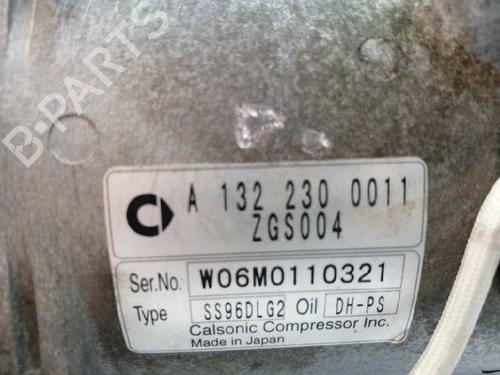 B-PARTS
A 132 230 0011
ZGS004
Ser.No. W06M0110321
Type SS96DLG2 Oil DH-PS
Calsonic Compressor Inc.
Made in Japan